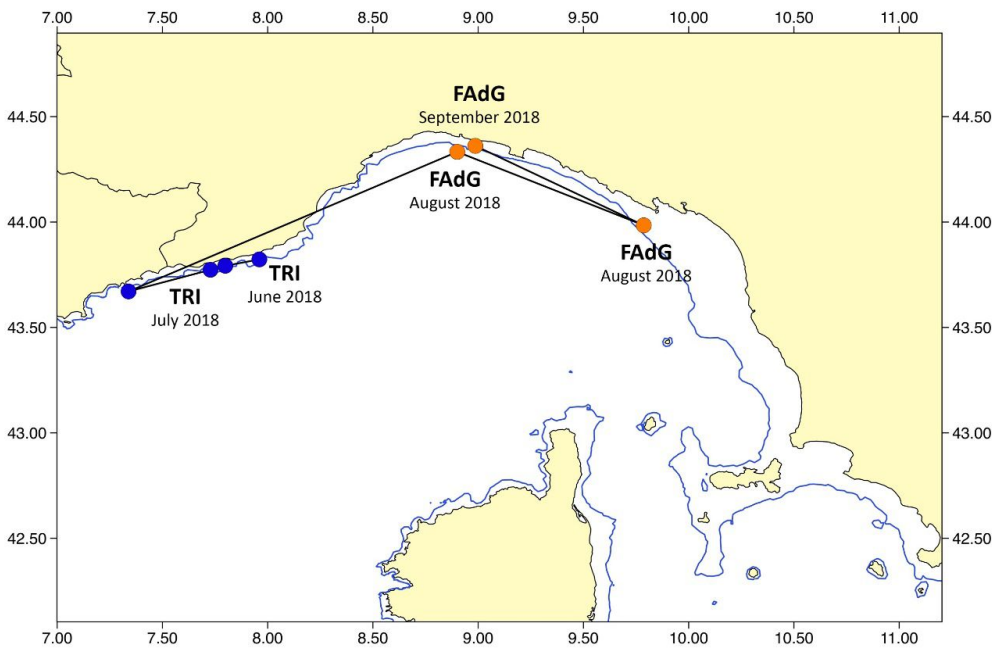 7.00 7.50 8.00 8.50 9.00 9.50 10.00 10.50 11.00
44.50 44.50
44.00 44.00
43.50 43.50
43.00 43.00
42.50 42.50
FAdG
September 2018
FAdG
August 2018
FAdG
August 2018
TRI
June 2018
TRI
July 2018
7.00 7.50 8.00 8.50 9.00 9.50 10.00 10.50 11.00